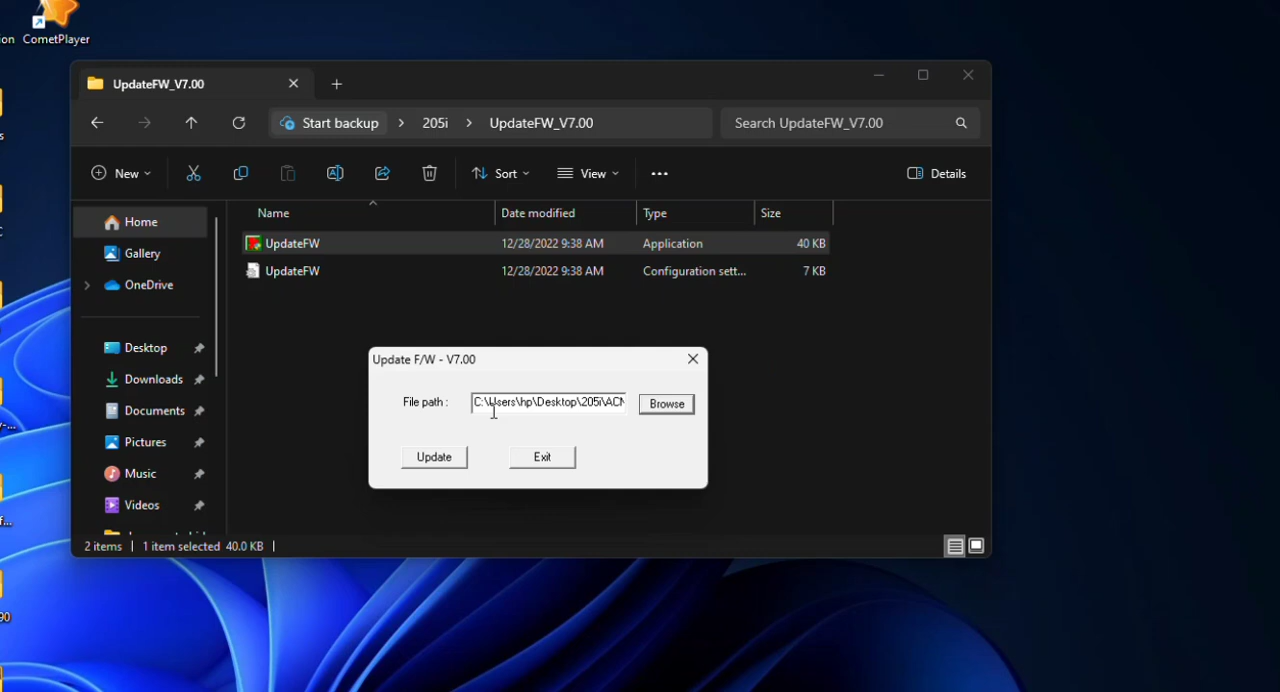 ion CometPlayer
UpdateFW_V7.00
Start backup > 205i > UpdateFW_V7.00
Search UpdateFW_V7.00
New
Sort
View
Details
Name Date modified Type Size
UpdateFW 12/28/2022 9:38 AM Application 40 KB
UpdateFW 12/28/2022 9:38 AM Configuration sett... 7 KB
Home
Gallery
OneDrive
Desktop
Downloads
Documents
Pictures
Music
Videos
Update F/W - V7.00
File path : C:\Users\hp\Desktop\205i\ACN Browse
Update Exit
2 items | 1 item selected 40.0 KB |